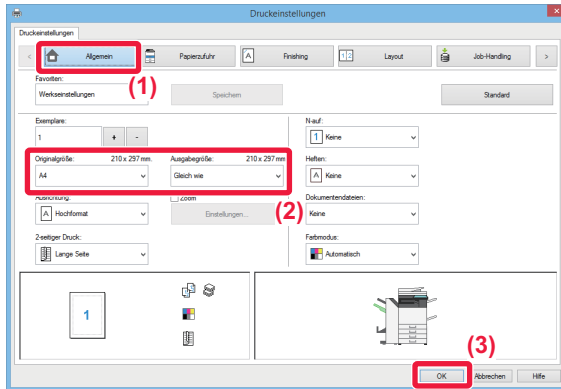 Druckeinstellungen
Druckeinstellungen
Allgemein Papierzufuhr A Finishing 1 2 Layout Job-Handling
(1)
Favoriten:
Werkseinstellungen Speichern Standard
Exemplare: N-auf:
1 + - 1 Keine
Originalgröße: 210 x 297 mm. Ausgabegröße: 210 x 297 mm Heften:
A4 Gleich wie A Keine
(2)
Ausrichtung: Zoom Dokumentendateien:
A Hochformat Einstellungen... Keine
2-seitiger Druck: Farbmodus:
Lange Seite Automatisch
1
(3)
OK Abbrechen Hilfe